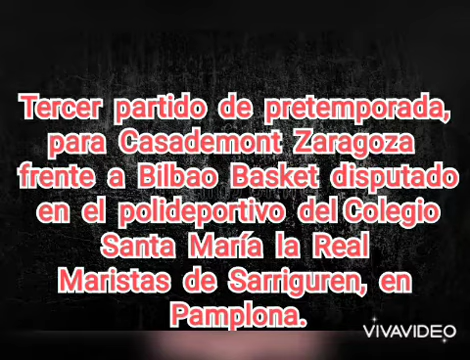 Tercer partido de pretemporada,
para Casademont Zaragoza
frente a Bilbao Basket disputado
en el polideportivo del Colegio
Santa María la Real
Maristas de Sarriguren, en
Pamplona.
VIVAVIDEO